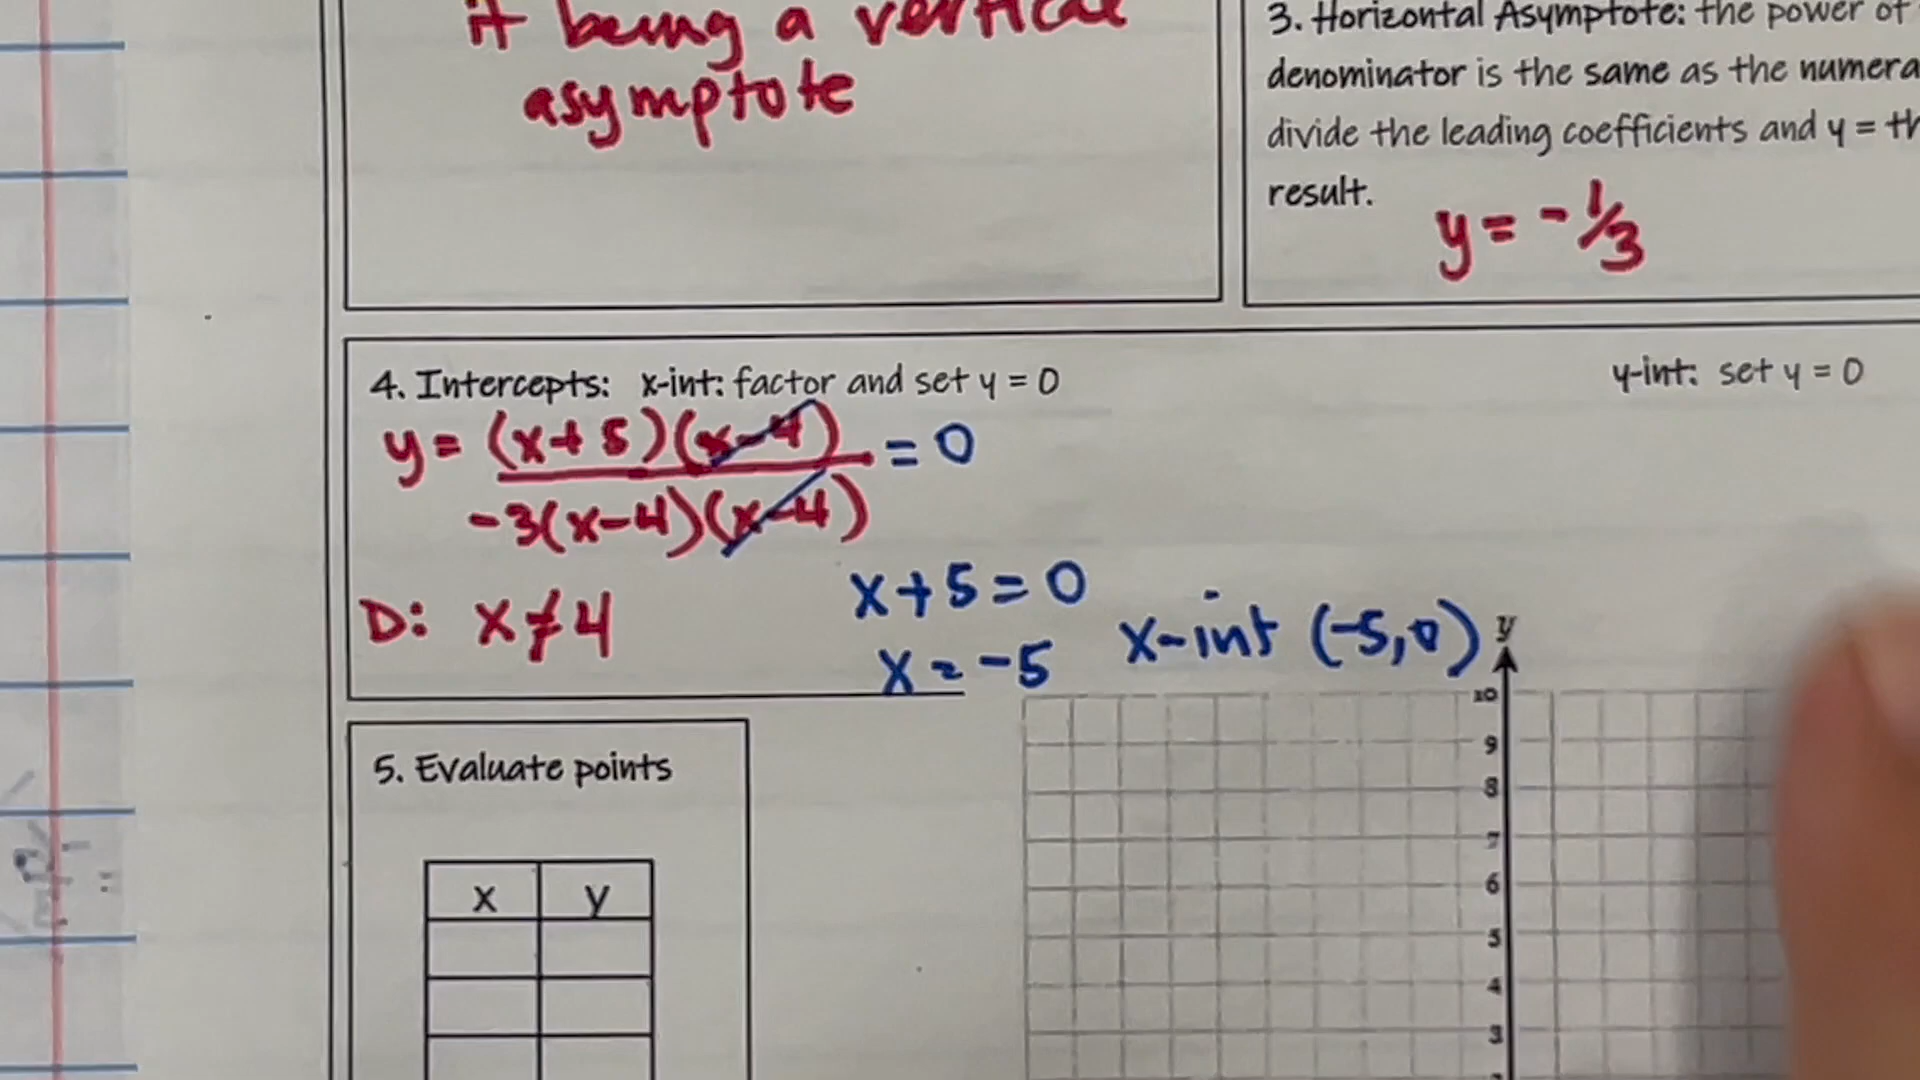 it being a vertical
asymptote
3. Horizontal Asymptote: the power of
denominator is the same as the numera
divide the leading coefficients and y = th
result.
y = -1/3
4. Intercepts: x-int: factor and set y = 0
y-int: set y = 0
y = (x+5)(x-4) = 0
-3(x-4)(x-4)
D: x ≠ 4
x+5=0
x = -5
x-int (-5,0)
y
10
9
8
7
6
5
4
3
5. Evaluate points
x y